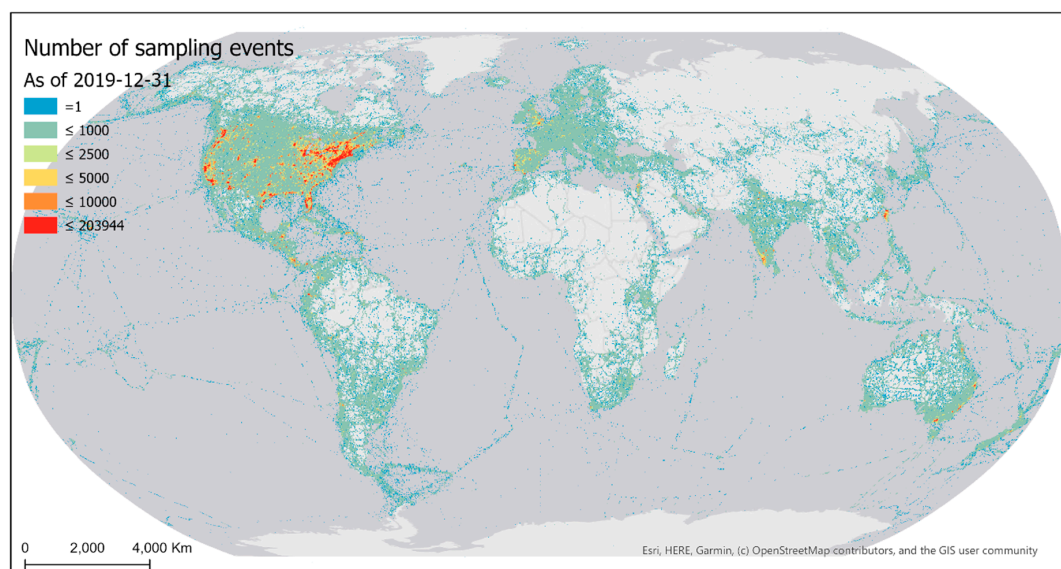 Number of sampling events
As of 2019-12-31
=1
≤ 1000
≤ 2500
≤ 5000
≤ 10000
≤ 203944
0 2,000 4,000 Km
Esri, HERE, Garmin, (c) OpenStreetMap contributors, and the GIS user community